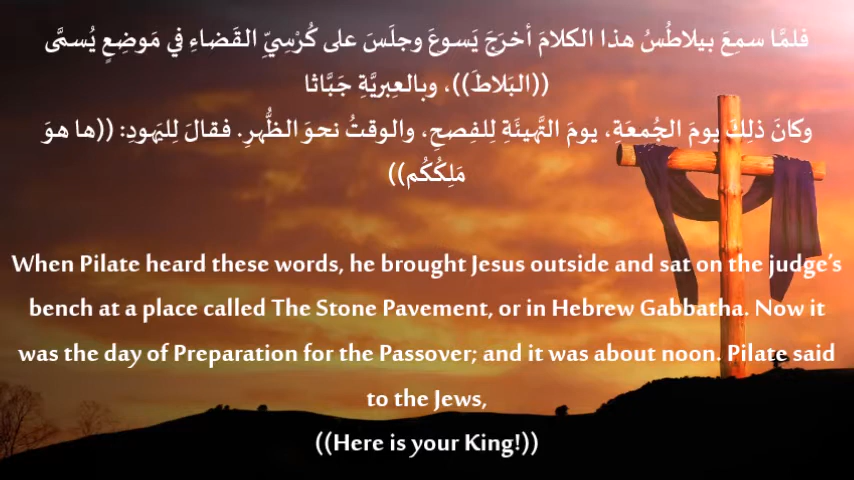 فلمَّا سمِعَ بيلاطُسُ هذا الكلامَ أخرَجَ يَسوعَ وجلَسَ على كُرْسِيِّ القَضاءِ في مَوضِعٍ يُسمَّى
((البَلاطَ))، وبالعِبريَّةِ جَبَّاثا
وكانَ ذلِكَ يومَ الجُمعَةِ، يومَ التَّهيئَةِ لِلفِصحِ، والوقتُ نحوَ الظُّهرِ. فقالَ لِليَهودِ: ((ها هوَ
مَلِكُكُم))
When Pilate heard these words, he brought Jesus outside and sat on the judge's
bench at a place called The Stone Pavement, or in Hebrew Gabbatha. Now it
was the day of Preparation for the Passover; and it was about noon. Pilate said
to the Jews,
((Here is your King!))